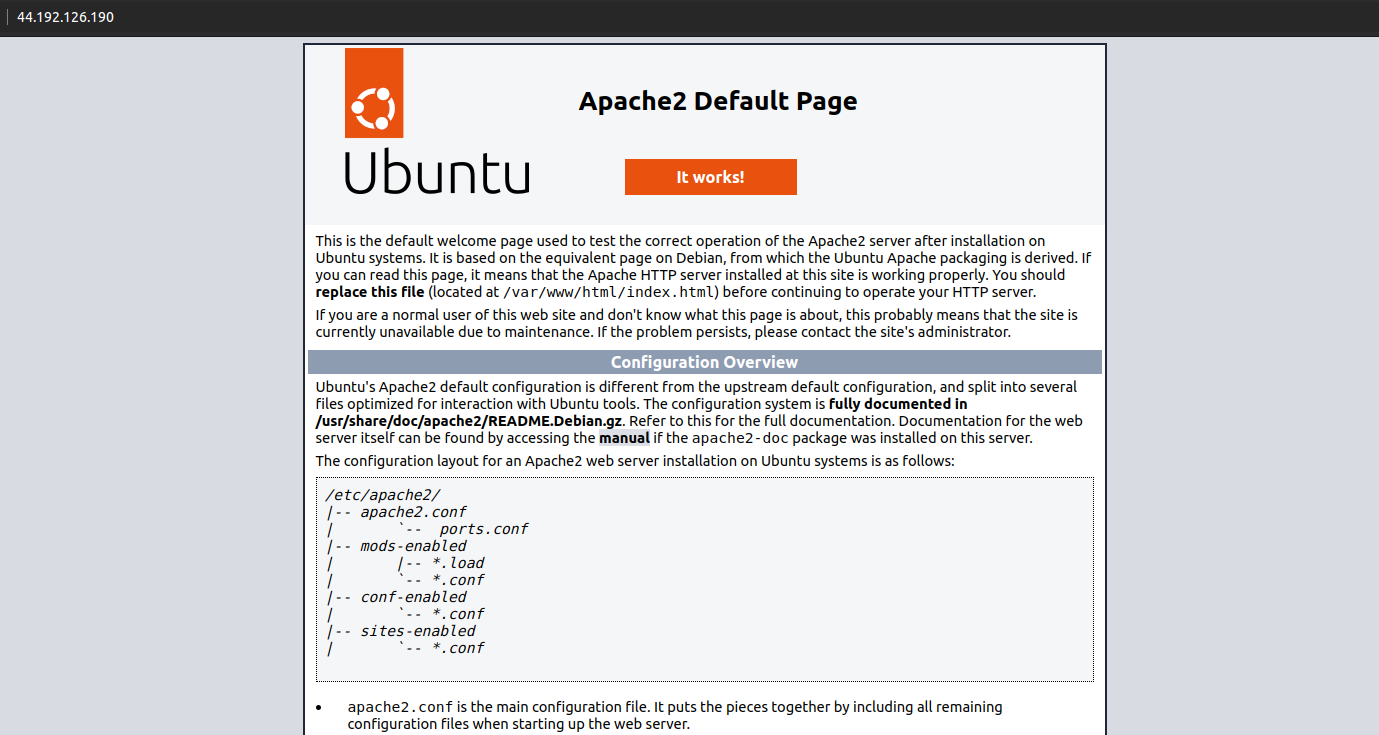 44.192.126.190
Apache2 Default Page
Ubuntu
It works!
This is the default welcome page used to test the correct operation of the Apache2 server after installation on
Ubuntu systems. It is based on the equivalent page on Debian, from which the Ubuntu Apache packaging is derived. If
you can read this page, it means that the Apache HTTP server installed at this site is working properly. You should
replace this file (located at /var/www/html/index.html) before continuing to operate your HTTP server.
If you are a normal user of this web site and don't know what this page is about, this probably means that the site is
currently unavailable due to maintenance. If the problem persists, please contact the site's administrator.
Configuration Overview
Ubuntu's Apache2 default configuration is different from the upstream default configuration, and split into several
files optimized for interaction with Ubuntu tools. The configuration system is fully documented in
/usr/share/doc/apache2/README.Debian.gz. Refer to this for the full documentation. Documentation for the web
server itself can be found by accessing the manual if the apache2-doc package was installed on this server.
The configuration layout for an Apache2 web server installation on Ubuntu systems is as follows:
/etc/apache2/
|-- apache2.conf
|       `--  ports.conf
|-- mods-enabled
|       |-- *.load
|       `-- *.conf
|-- conf-enabled
|       `-- *.conf
|-- sites-enabled
|       `-- *.conf
• apache2.conf is the main configuration file. It puts the pieces together by including all remaining
configuration files when starting up the web server.